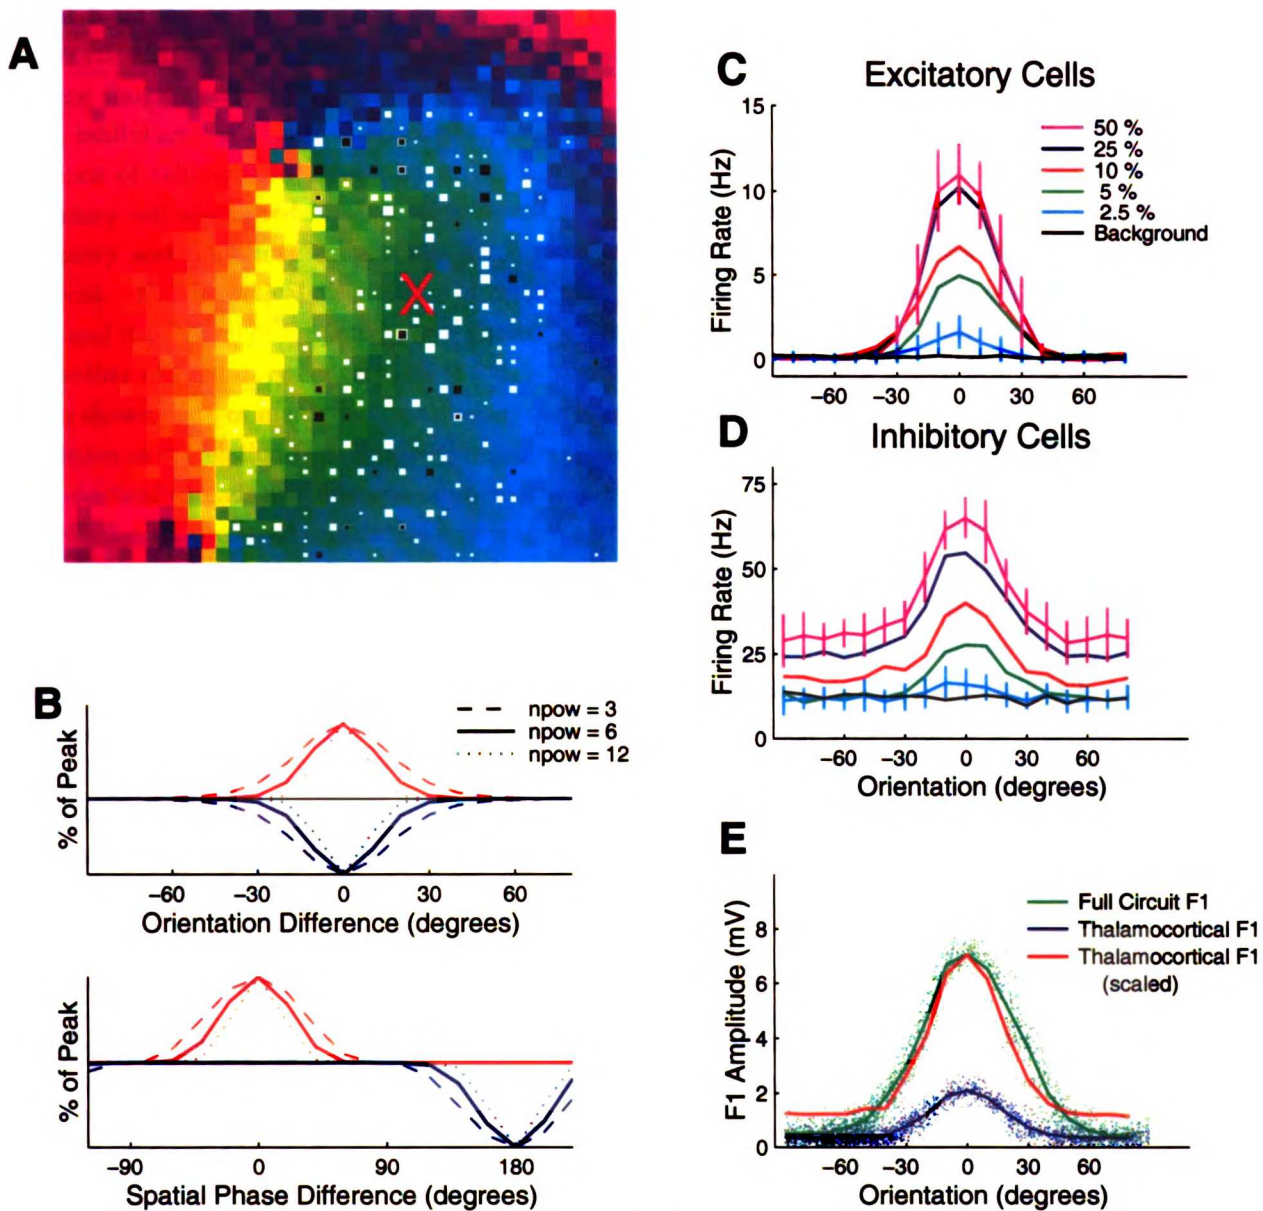 A
B
% of Peak
npow = 3
npow = 6
npow = 12
−60 −30 0 30 60
Orientation Difference (degrees)
% of Peak
−90 0 90 180
Spatial Phase Difference (degrees)
C
Excitatory Cells
Firing Rate (Hz)
15
10
5
0
50 %
25 %
10 %
5 %
2.5 %
Background
−60 −30 0 30 60
D
Inhibitory Cells
Firing Rate (Hz)
75
50
25
0
−60 −30 0 30 60
Orientation (degrees)
E
F1 Amplitude (mV)
8
6
4
2
0
Full Circuit F1
Thalamocortical F1
Thalamocortical F1
(scaled)
−60 −30 0 30 60
Orientation (degrees)